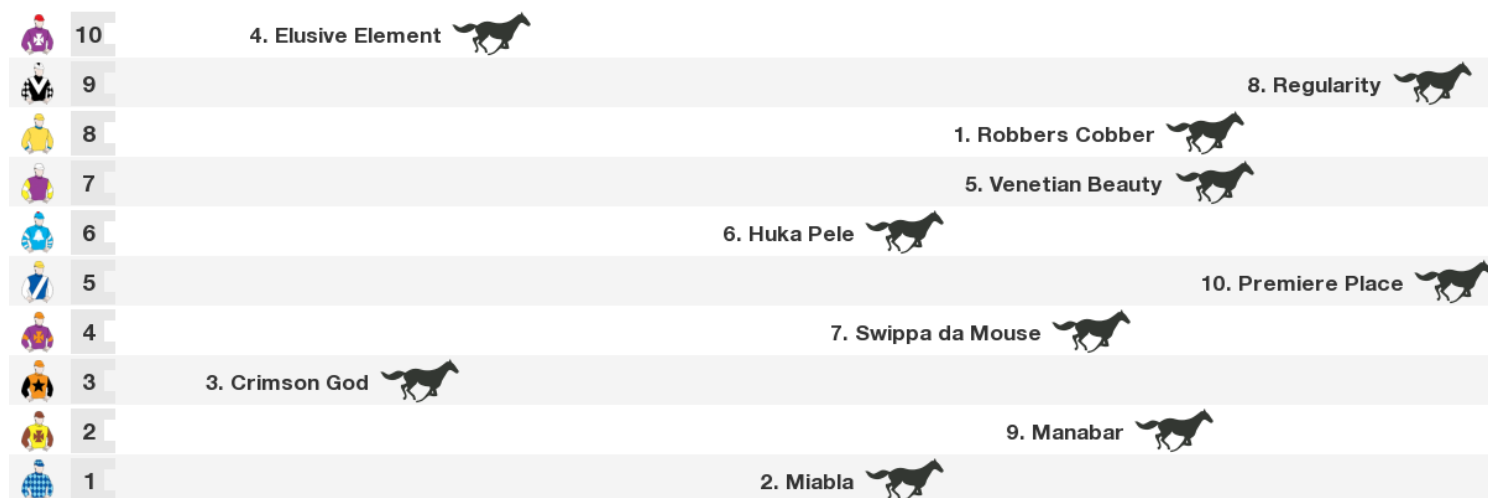 10 4. Elusive Element
9 8. Regularity
8 1. Robbers Cobber
7 5. Venetian Beauty
6 6. Huka Pele
5 10. Premiere Place
4 7. Swippa da Mouse
3 3. Crimson God
2 9. Manabar
1 2. Miabla